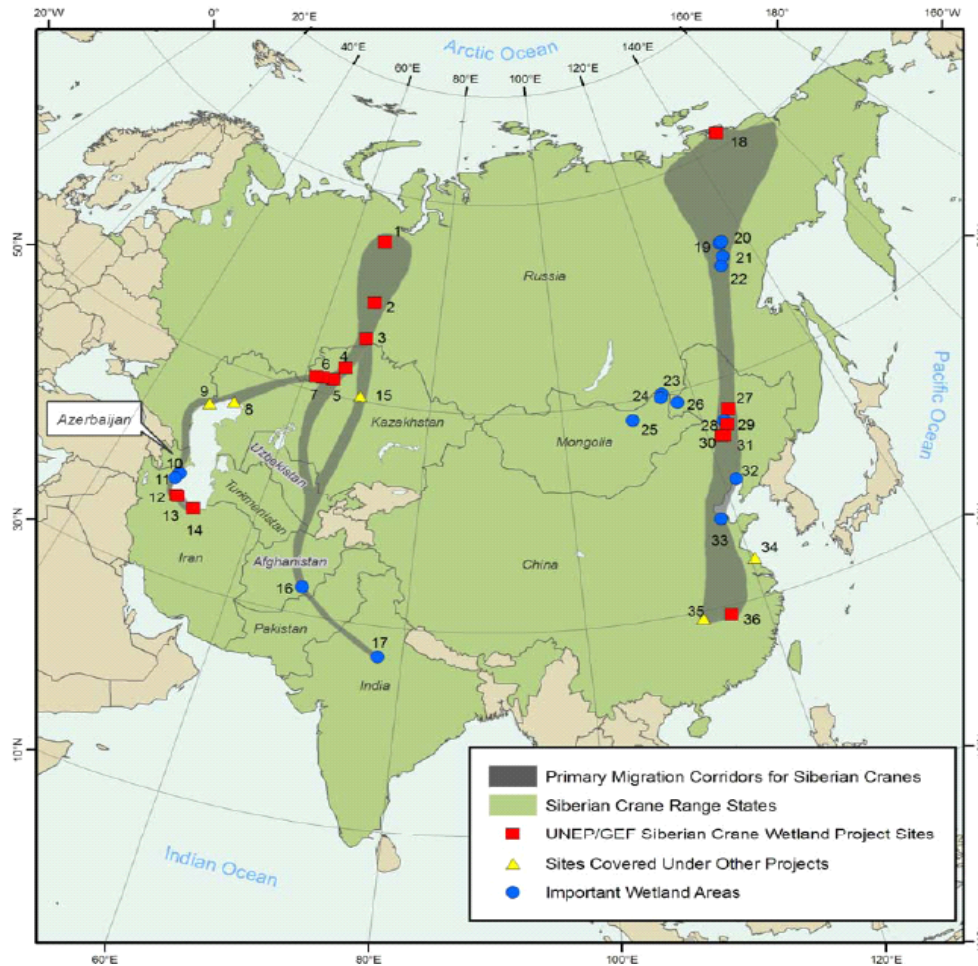 20°W
0°
20°E
160°E
180°
160°W
40°E
60°E
80°E
100°E
120°E
140°E
Arctic Ocean
18
1
20
19
21
22
50°N
Russia
2
3
4
6
7
5
15
9
8
23
24
26
25
27
28
29
30
31
Kazakhstan
Mongolia
Pacific Ocean
Azerbaijan
10
11
12
13
14
Uzbekistan
Turkmenistan
32
33
34
30°N
Iran
Afghanistan
China
16
35
36
Pakistan
17
India
10°N
Primary Migration Corridors for Siberian Cranes
Siberian Crane Range States
UNEP/GEF Siberian Crane Wetland Project Sites
Sites Covered Under Other Projects
Important Wetland Areas
Indian Ocean
60°E
80°E
100°E
120°E